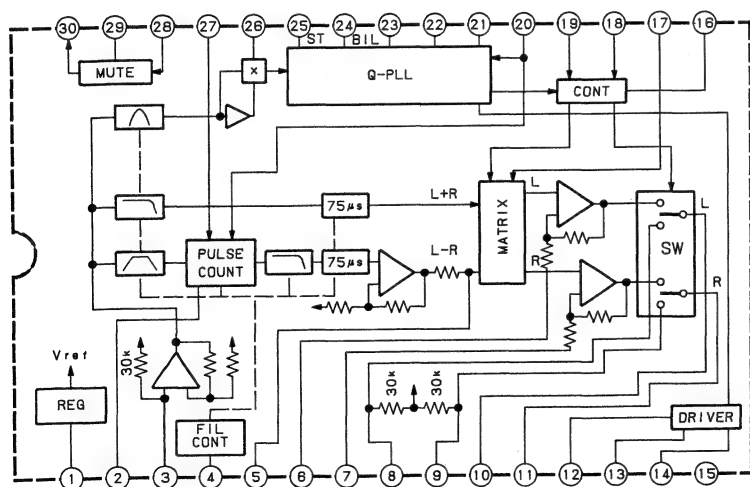 30 29 28 27 26 25 24 23 22 21 20 19 18 17 16
ST BIL
MUTE
×
Q-PLL
CONT
L+R
75μs
L
L
PULSE COUNT
75μs
L-R
MATRIX
R
SW
R
Vref
30k
30k
30k
REG
FIL CONT
DRIVER
1 2 3 4 5 6 7 8 9 10 11 12 13 14 15